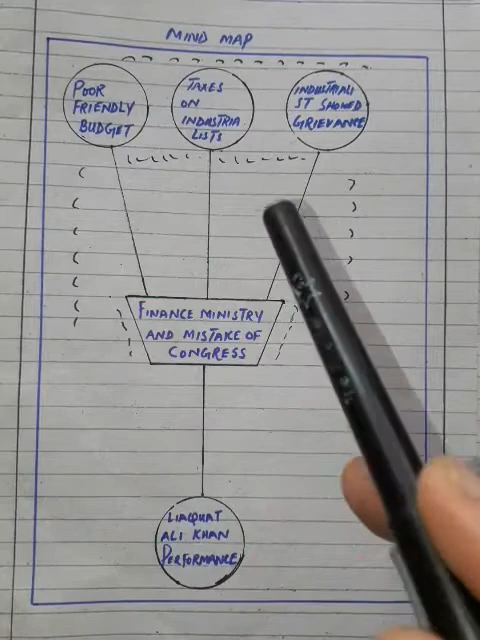 MIND MAP
POOR
FRIENDLY
BUDGET
TAXES
ON
INDUSTRIA
LISTS
INDUSTRIALI
ST SHOWED
GRIEVANCE
FINANCE MINISTRY
AND MISTAKE OF
CONGRESS
LIAQUAT
ALI KHAN
PERFORMANCE